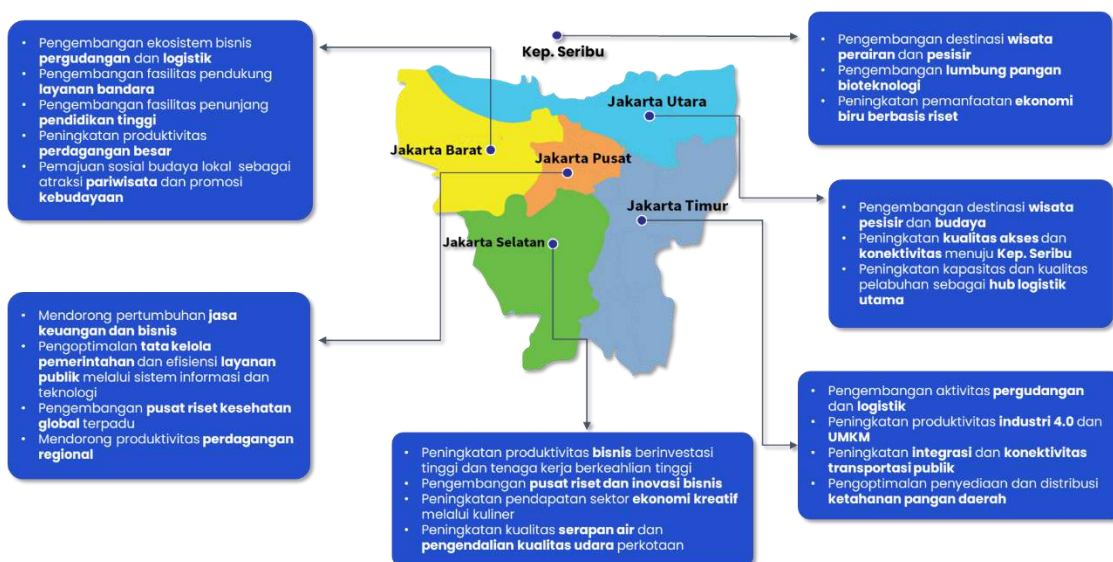 • Pengembangan ekosistem bisnis
pergudangan dan logistik
• Pengembangan fasilitas pendukung
layanan bandara
• Pengembangan fasilitas penunjang
pendidikan tinggi
• Peningkatan produktivitas
perdagangan besar
• Pemajuan sosial budaya lokal sebagai
atraksi pariwisata dan promosi
kebudayaan
Kep. Seribu
Jakarta Utara
Jakarta Barat
Jakarta Pusat
Jakarta Timur
Jakarta Selatan
• Pengembangan destinasi wisata
perairan dan pesisir
• Pengembangan lumbung pangan
bioteknologi
• Peningkatan pemanfaatan ekonomi
biru berbasis riset
• Pengembangan destinasi wisata
pesisir dan budaya
• Peningkatan kualitas akses dan
konektivitas menuju Kep. Seribu
• Peningkatan kapasitas dan kualitas
pelabuhan sebagai hub logistik
utama
• Mendorong pertumbuhan jasa
keuangan dan bisnis
• Pengoptimalan tata kelola
pemerintahan dan efisiensi layanan
publik melalui sistem informasi dan
teknologi
• Pengembangan pusat riset kesehatan
global terpadu
• Mendorong produktivitas perdagangan
regional
• Peningkatan produktivitas bisnis berinvestasi
tinggi dan tenaga kerja berkeahlian tinggi
• Pengembangan pusat riset dan inovasi bisnis
• Peningkatan pendapatan sektor ekonomi kreatif
melalui kuliner
• Peningkatan kualitas serapan air dan
pengendalian kualitas udara perkotaan
• Pengembangan aktivitas pergudangan
dan logistik
• Peningkatan produktivitas industri 4.0 dan
UMKM
• Peningkatan integrasi dan konektivitas
transportasi publik
• Pengoptimalan penyediaan dan distribusi
ketahanan pangan daerah